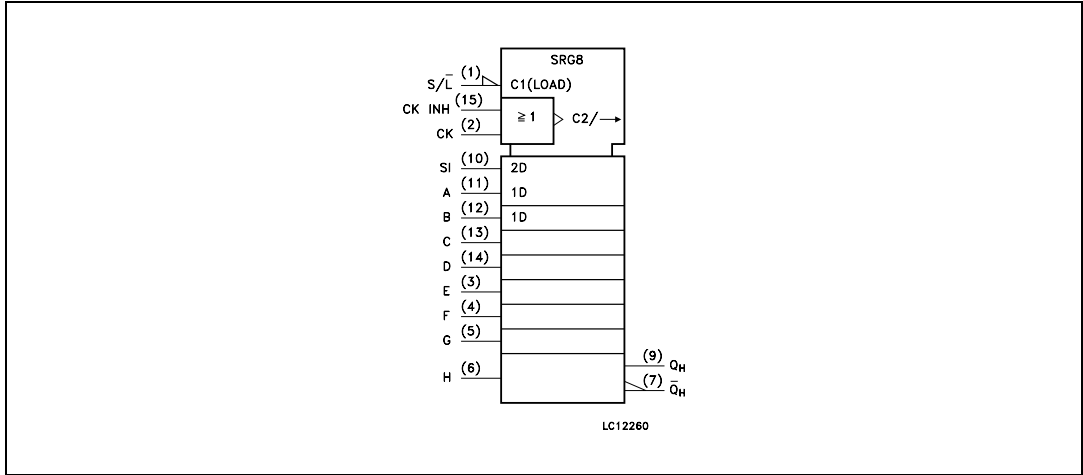 SRG8
S/L̅ (1) C1(LOAD)
CK INH (15)
≧1 C2/→
CK (2)
SI (10) 2D
A (11) 1D
B (12) 1D
C (13)
D (14)
E (3)
F (4)
G (5)
(9) QH
H (6)
(7) Q̅H
LC12260